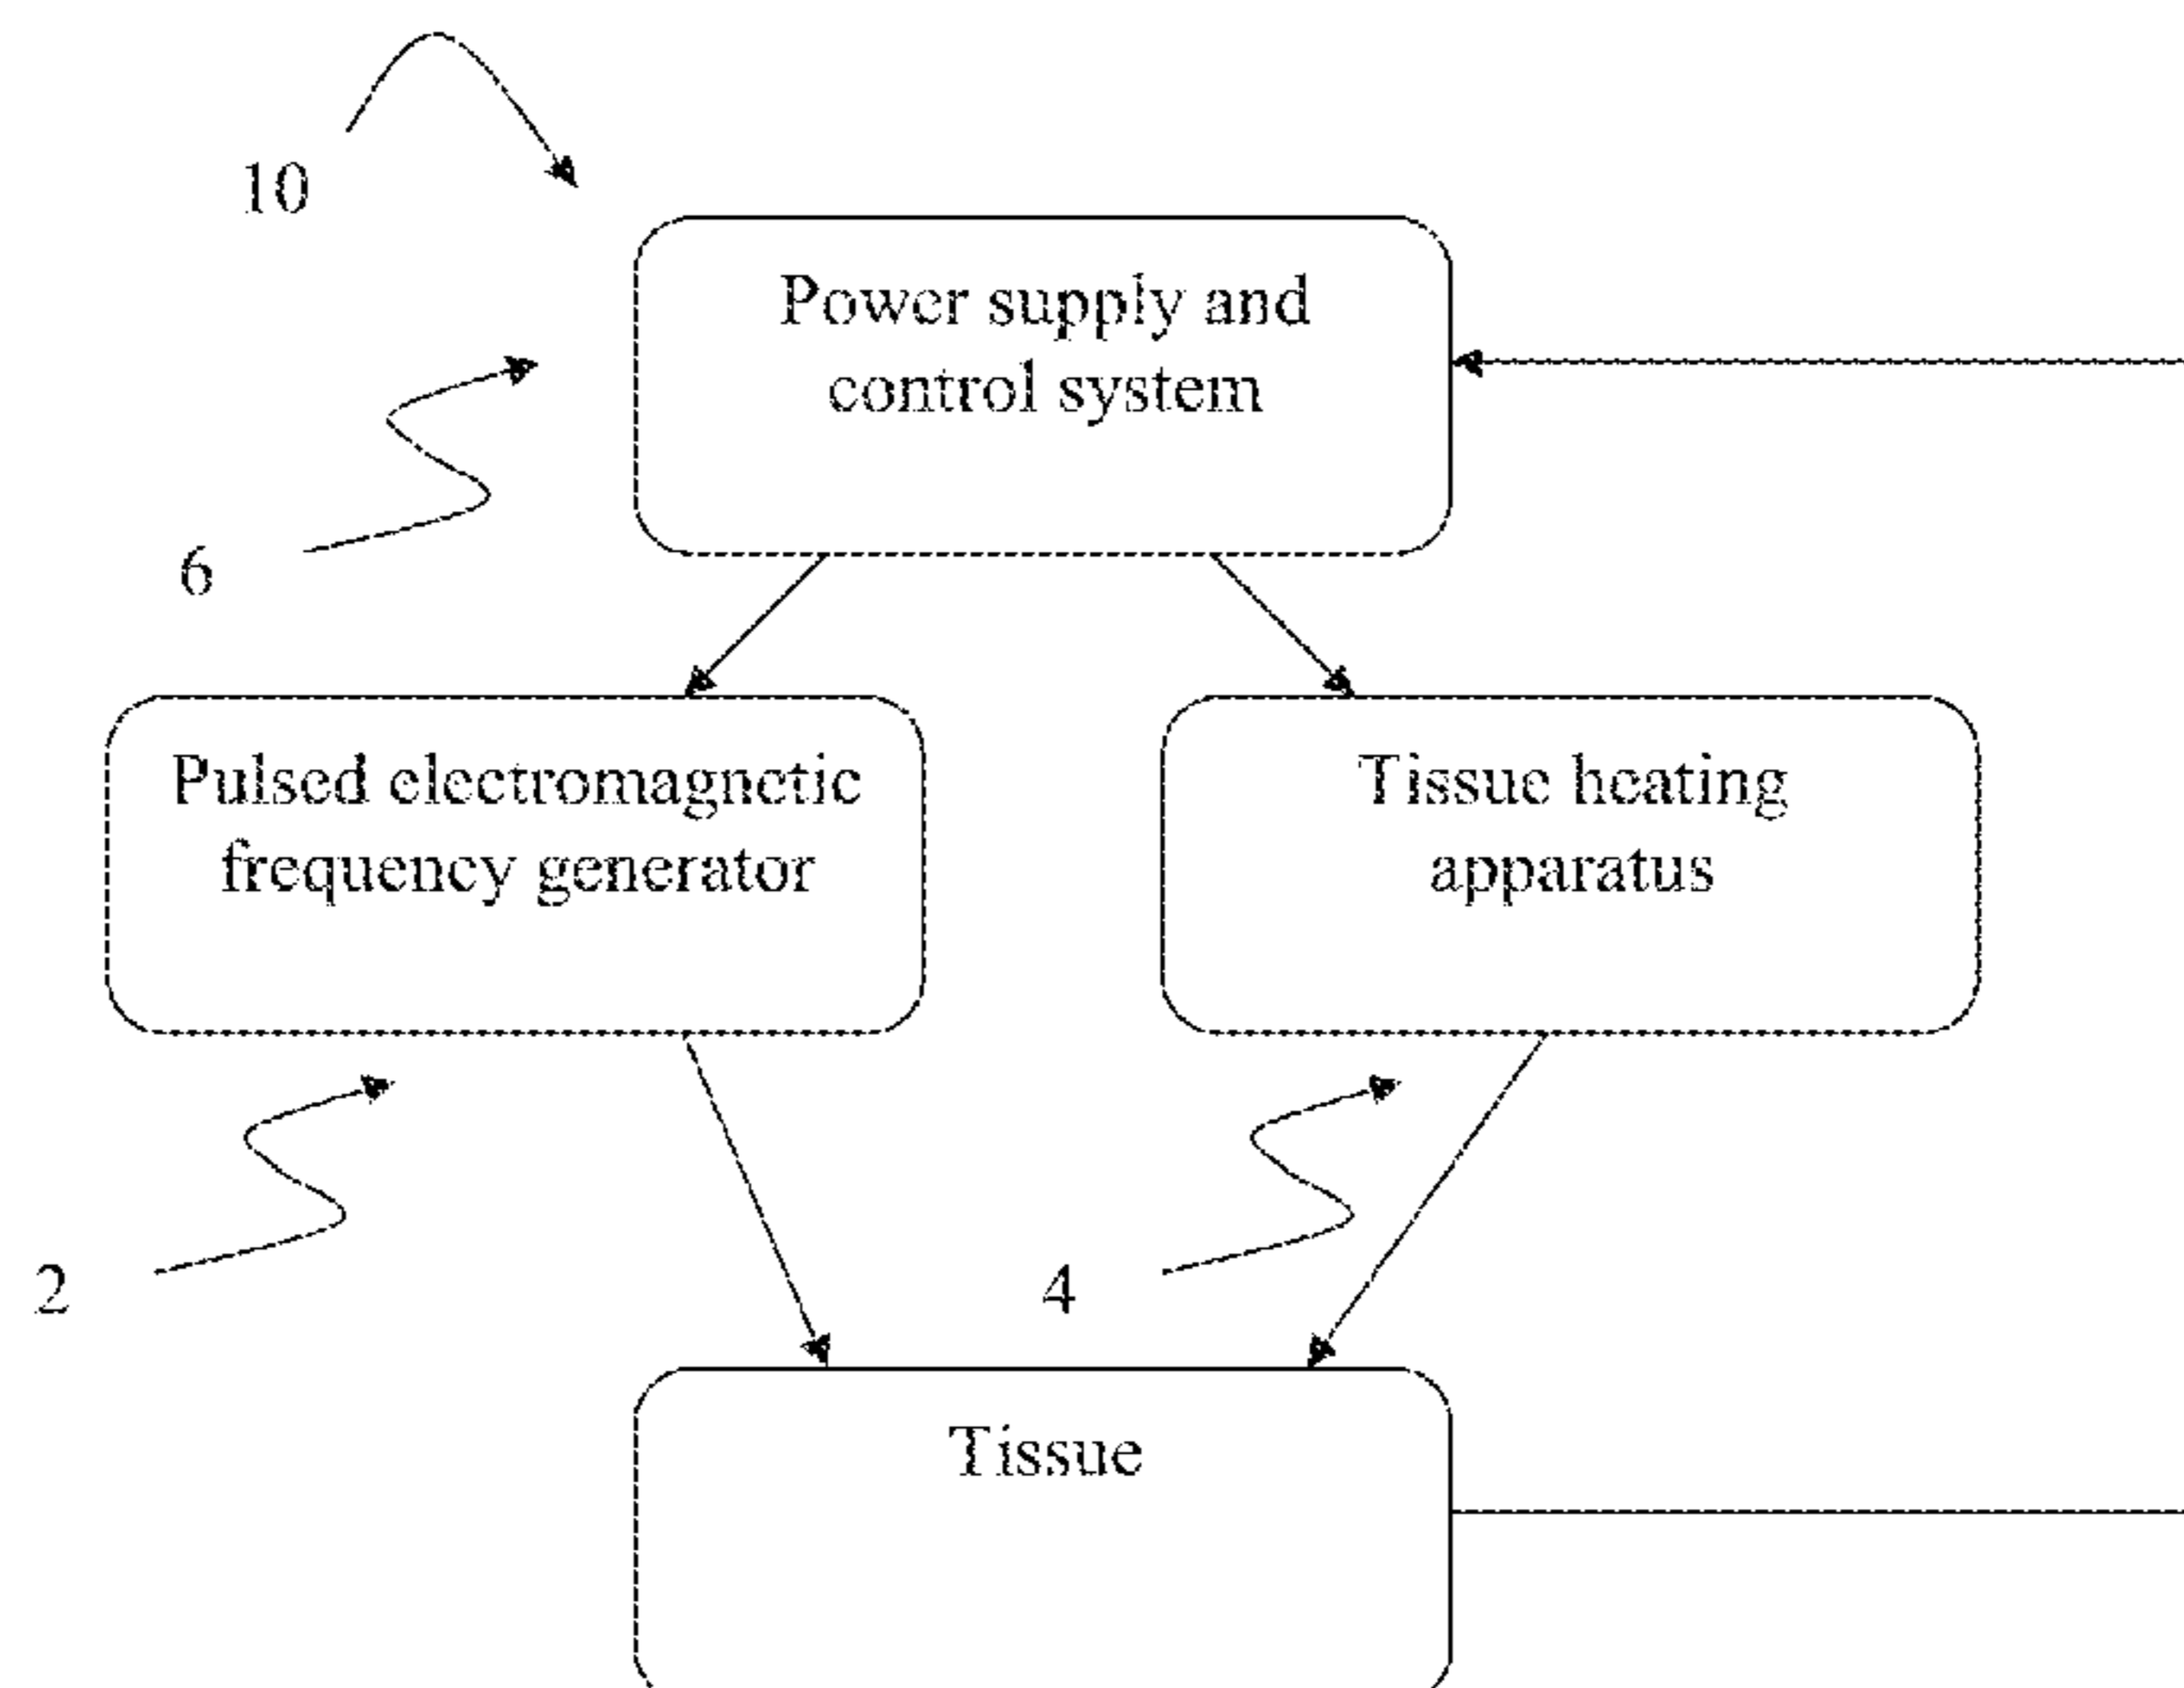 10
Power supply and
control system
6
Pulsed electromagnetic
frequency generator
Tissue heating
apparatus
2
4
Tissue